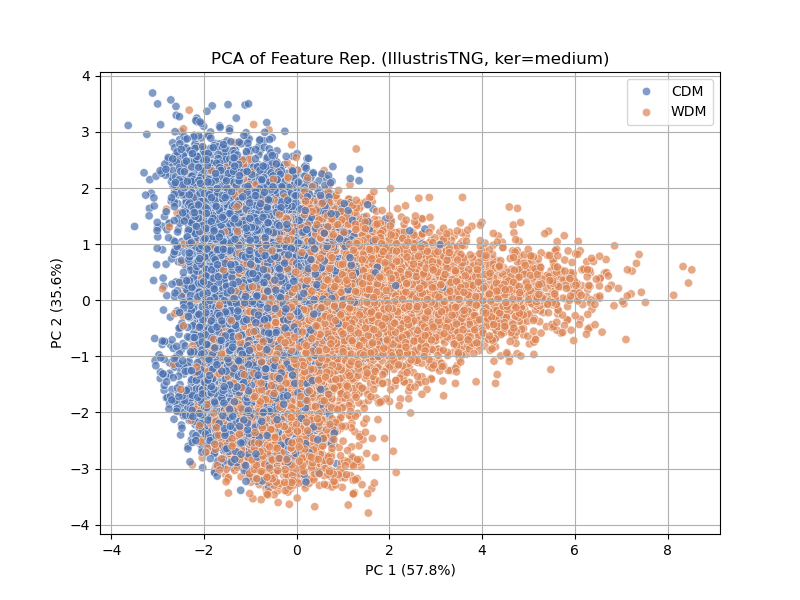 PCA of Feature Rep. (IllustrisTNG, ker=medium)
CDM
WDM
4
3
2
1
0
−1
−2
−3
−4
PC 2 (35.6%)
−4 −2 0 2 4 6 8
PC 1 (57.8%)